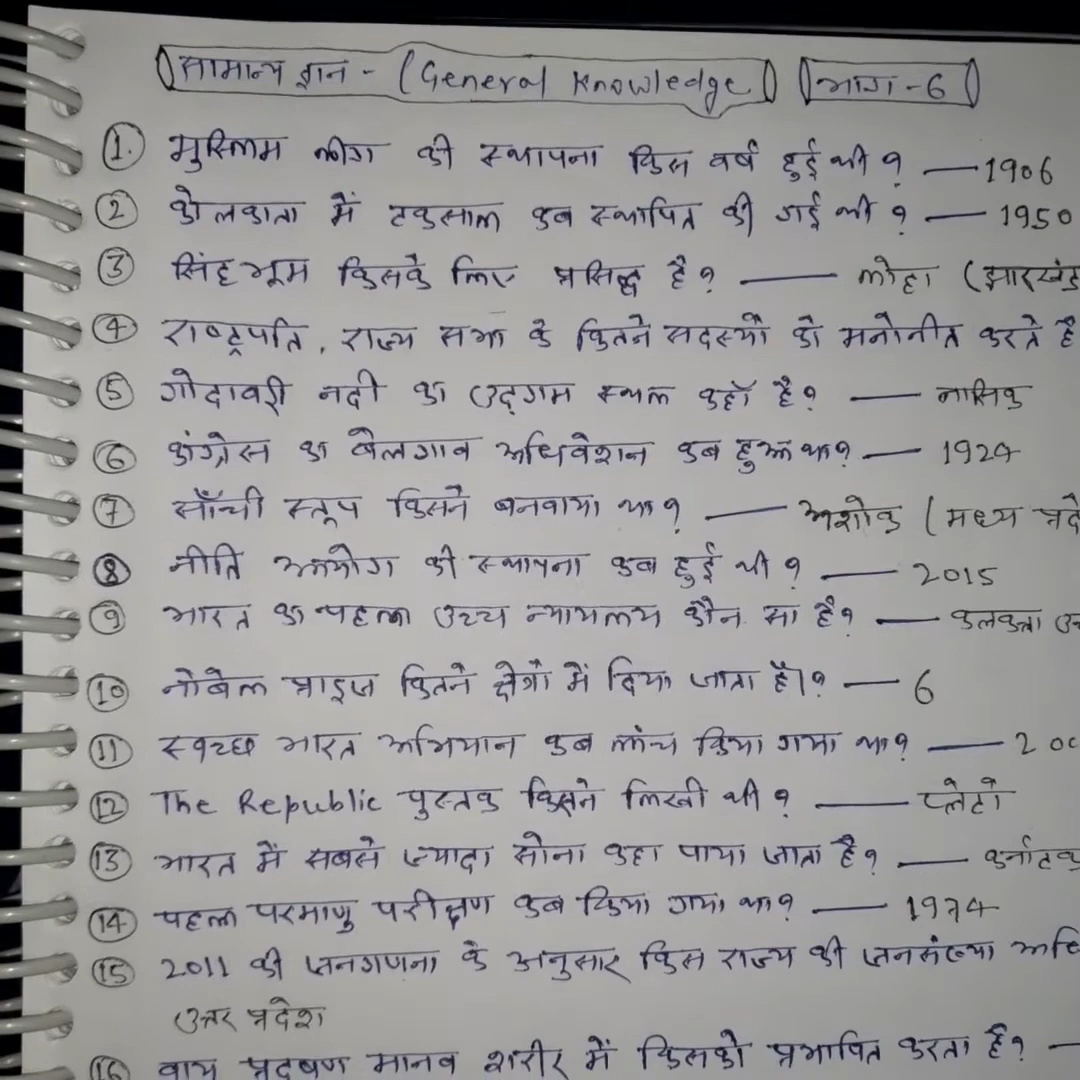 सामान्य ज्ञान - (General Knowledge) भाग-6
1. मुस्लिम लीग की स्थापना किस वर्ष हुई थी ? — 1906
2 कोलकाता में टकसाल कब स्थापित की गई थी ? — 1950
3 सिंहभूम किसके लिए प्रसिद्ध है ? — लोहा (झारखंड
4 राष्ट्रपति, राज्य सभा के कितने सदस्यों को मनोनीत करते है
5 गोदावरी नदी का उद्गम स्थल कहाँ है ? — नासिक
6 कांग्रेस का बेलगाव अधिवेशन कब हुआ था ? — 1924
7 साँची स्तूप किसने बनवाया था ? — अशोक (मध्य प्रदे
8 नीति आयोग की स्थापना कब हुई थी ? — 2015
9 भारत का पहला उच्च न्यायलय कौन सा है ? — कलकत्ता उ
10 नोबेल प्राइज कितने क्षेत्रो में दिया जाता है।? — 6
11 स्वच्छ भारत अभियान कब लांच किया गया था ? — 20
12 The Republic पुस्तक किसने लिखी थी ? — प्लेटो
13 भारत में सबसे ज्यादा सोना कहा पाया जाता है ? — कर्नाटक
14 पहला परमाणु परीक्षण कब किया गया था ? — 1974
15 2011 की जनगणना के अनुसार किस राज्य की जनसंख्या अधि
उत्तर प्रदेश
16 वायु प्रदूषण मानव शरीर में किसको प्रभावित करता है ? —